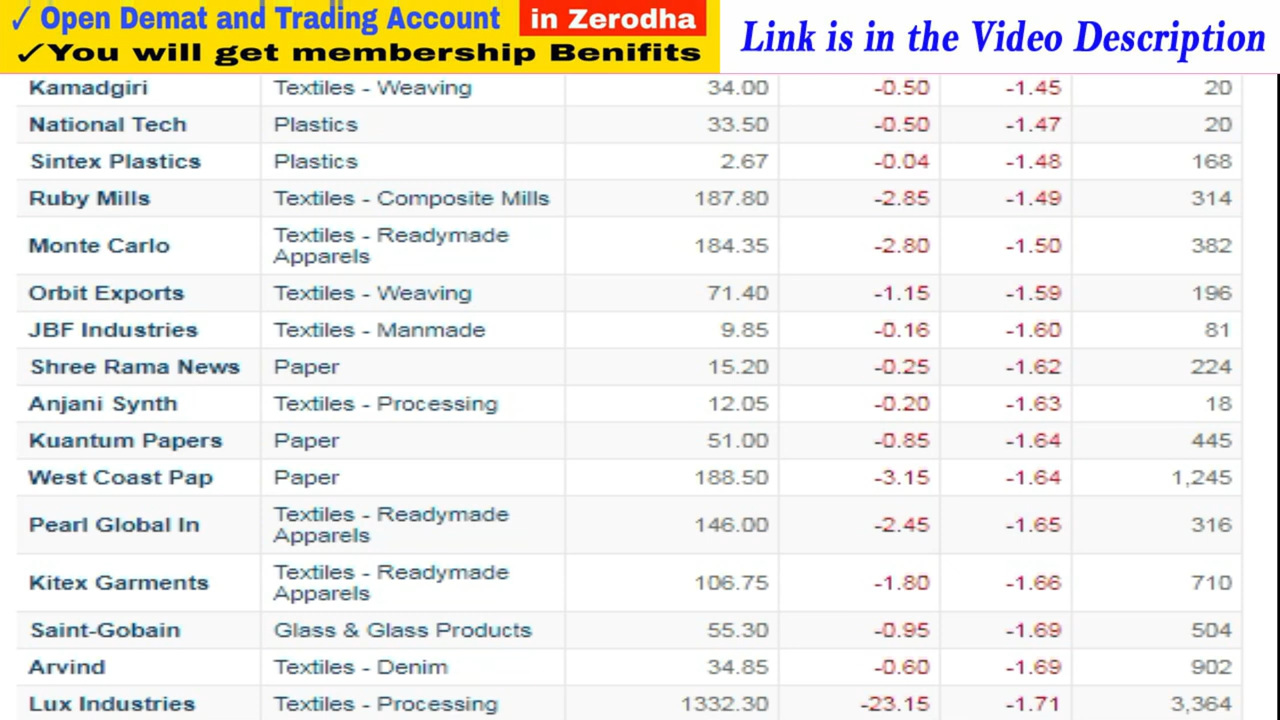 ✓ Open Demat and Trading Account in Zerodha
✓You will get membership Benifits
Link is in the Video Description
Kamadgiri Textiles - Weaving 34.00 -0.50 -1.45 20
National Tech Plastics 33.50 -0.50 -1.47 20
Sintex Plastics Plastics 2.67 -0.04 -1.48 168
Ruby Mills Textiles - Composite Mills 187.80 -2.85 -1.49 314
Monte Carlo Textiles - Readymade Apparels 184.35 -2.80 -1.50 382
Orbit Exports Textiles - Weaving 71.40 -1.15 -1.59 196
JBF Industries Textiles - Manmade 9.85 -0.16 -1.60 81
Shree Rama News Paper 15.20 -0.25 -1.62 224
Anjani Synth Textiles - Processing 12.05 -0.20 -1.63 18
Kuantum Papers Paper 51.00 -0.85 -1.64 445
West Coast Pap Paper 188.50 -3.15 -1.64 1,245
Pearl Global In Textiles - Readymade Apparels 146.00 -2.45 -1.65 316
Kitex Garments Textiles - Readymade Apparels 106.75 -1.80 -1.66 710
Saint-Gobain Glass & Glass Products 55.30 -0.95 -1.69 504
Arvind Textiles - Denim 34.85 -0.60 -1.69 902
Lux Industries Textiles - Processing 1332.30 -23.15 -1.71 3,364